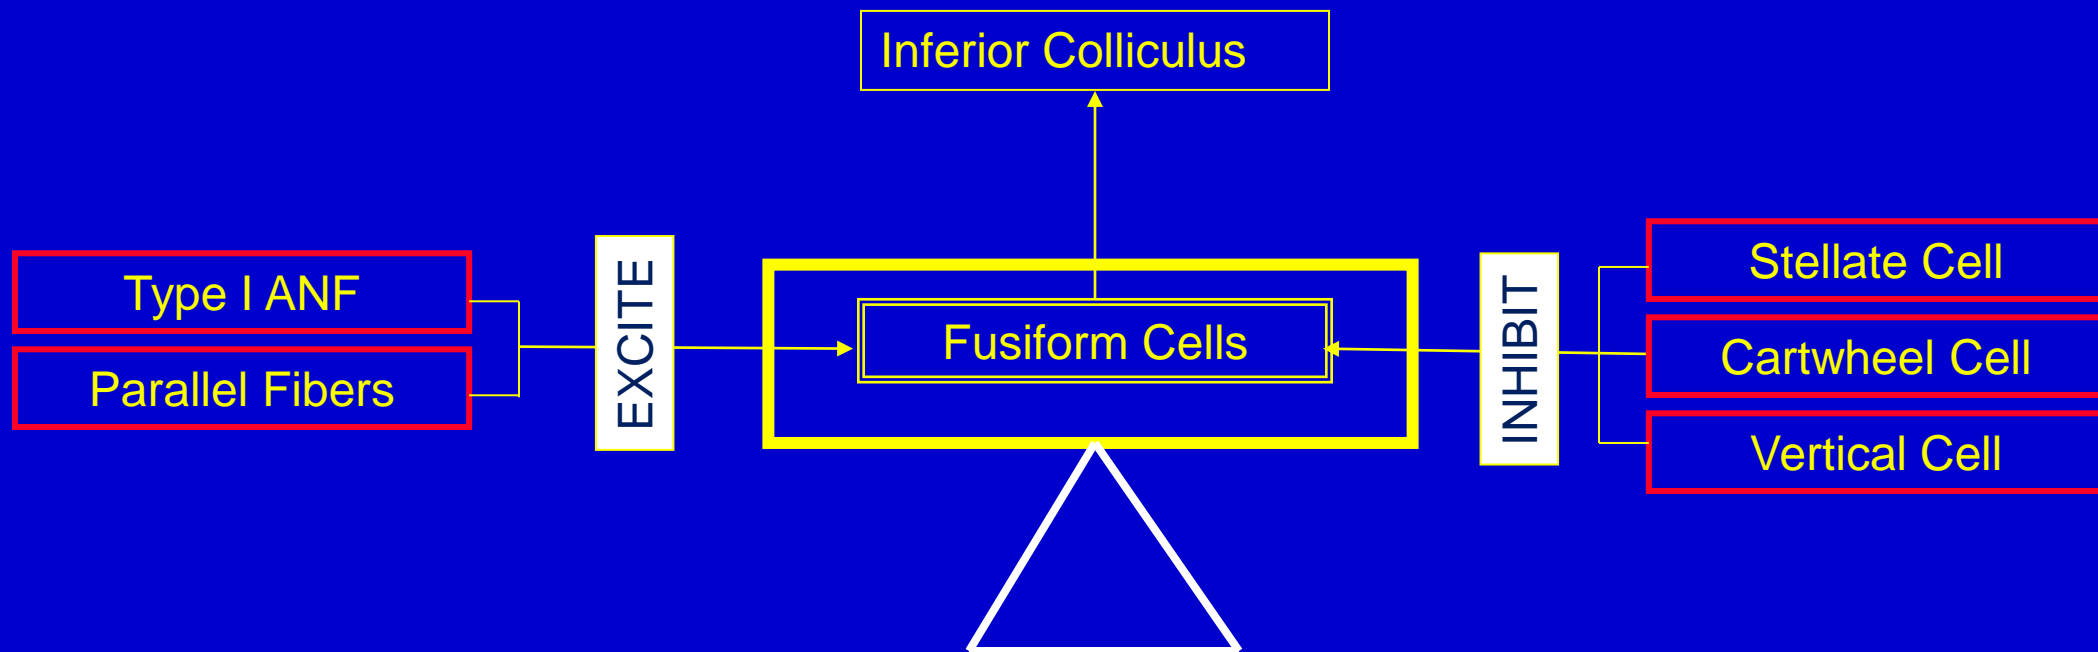 Inferior Colliculus
Type I ANF
Parallel Fibers
EXCITE
Fusiform Cells
INHIBIT
Stellate Cell
Cartwheel Cell
Vertical Cell